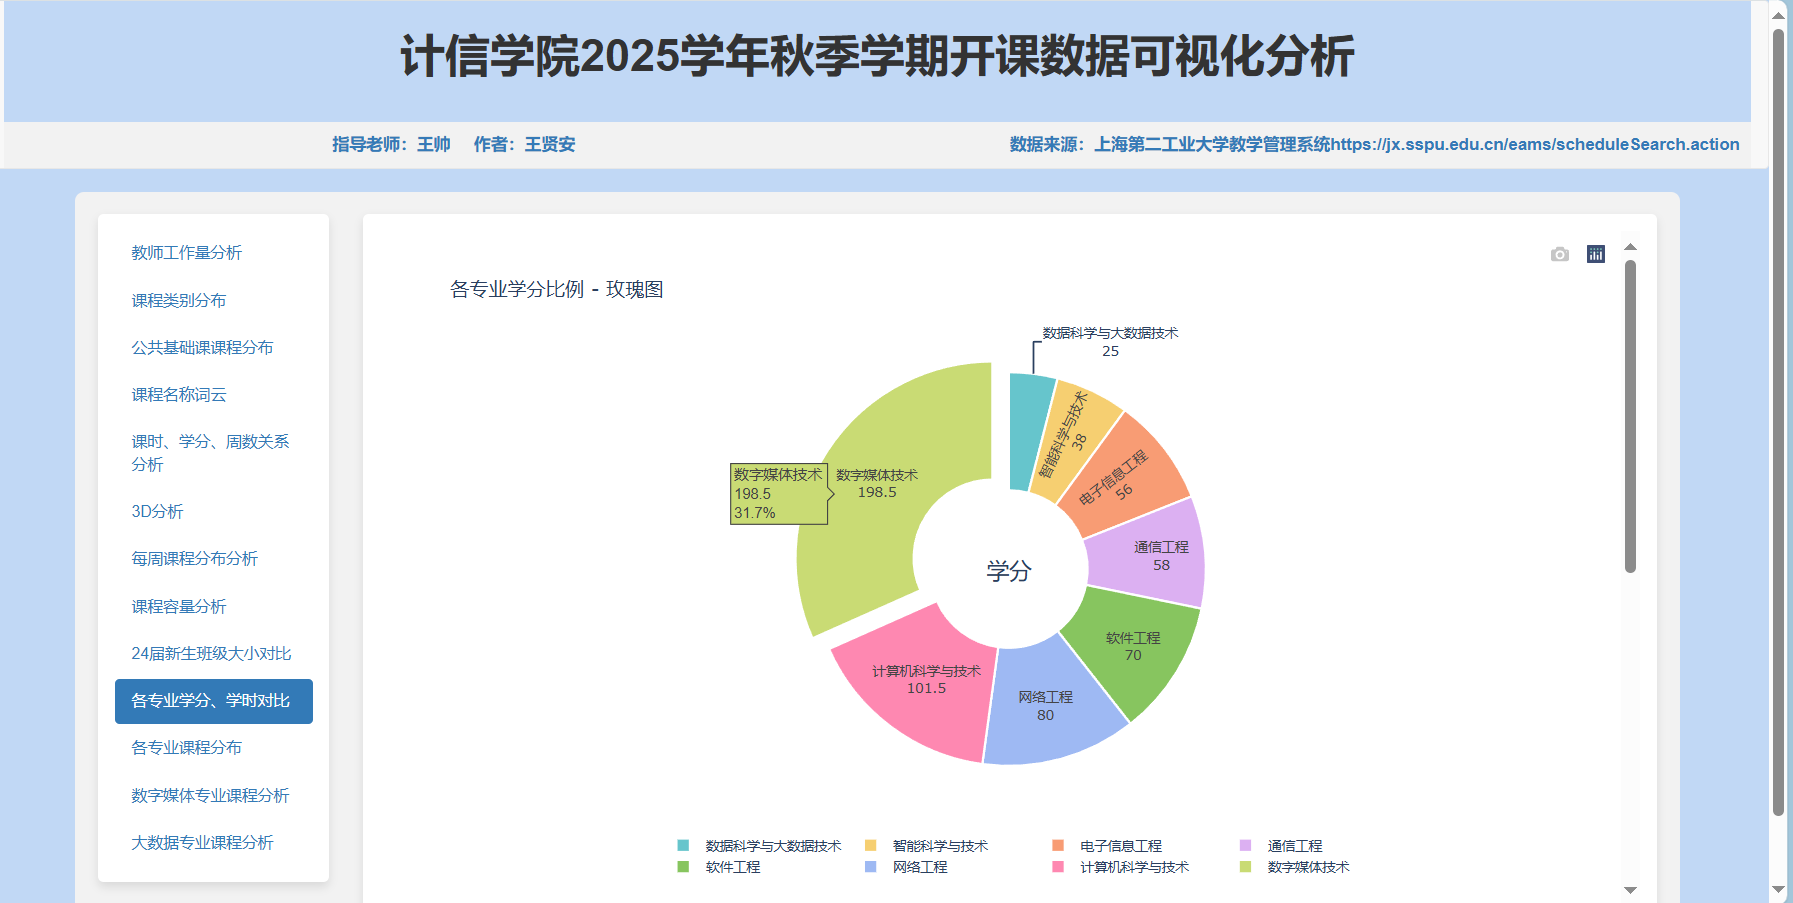 计信学院2025学年秋季学期开课数据可视化分析
指导老师：王帅 作者：王贤安
数据来源：上海第二工业大学教学管理系统https://jx.sspu.edu.cn/eams/scheduleSearch.action
教师工作量分析
课程类别分布
公共基础课课程分布
课程名称词云
课时、学分、周数关系
分析
3D分析
每周课程分布分析
课程容量分析
24届新生班级大小对比
各专业学分、学时对比
各专业课程分布
数字媒体专业课程分析
大数据专业课程分析
各专业学分比例 - 玫瑰图
数据科学与大数据技术
25
智能科学与技术
38
电子信息工程
56
通信工程
58
软件工程
70
网络工程
80
计算机科学与技术
101.5
数字媒体技术
198.5
数字媒体技术
198.5
31.7%
学分
数据科学与大数据技术 智能科学与技术 电子信息工程 通信工程
软件工程 网络工程 计算机科学与技术 数字媒体技术